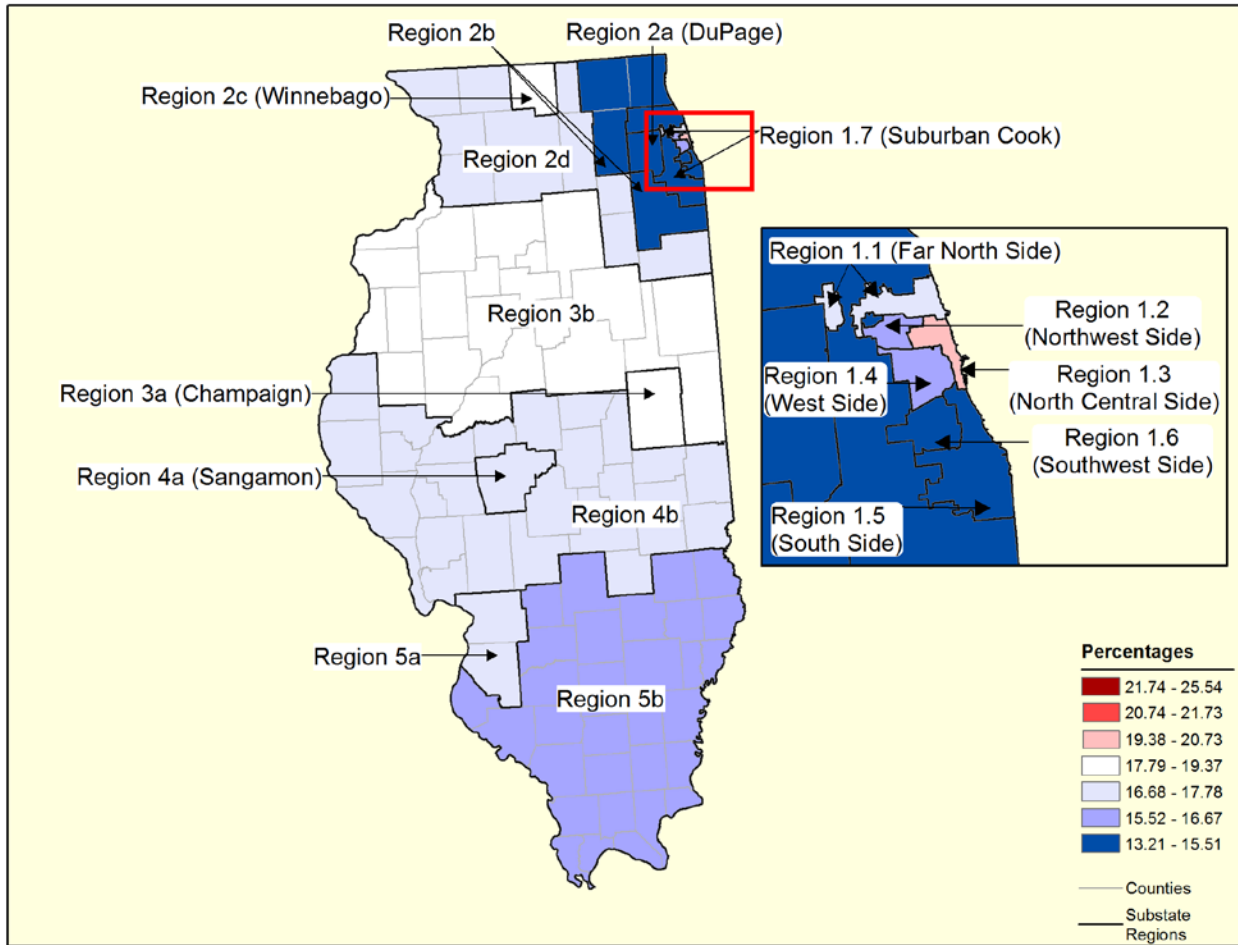 Region 2b
Region 2a (DuPage)
Region 2c (Winnebago)
Region 1.7 (Suburban Cook)
Region 2d
Region 1.1 (Far North Side)
Region 3b
Region 1.2
(Northwest Side)
Region 3a (Champaign)
Region 1.4
(West Side)
Region 1.3
(North Central Side)
Region 1.6
(Southwest Side)
Region 4a (Sangamon)
Region 4b
Region 1.5
(South Side)
Region 5a
Region 5b
Percentages
21.74 - 25.54
20.74 - 21.73
19.38 - 20.73
17.79 - 19.37
16.68 - 17.78
15.52 - 16.67
13.21 - 15.51
Counties
Substate
Regions